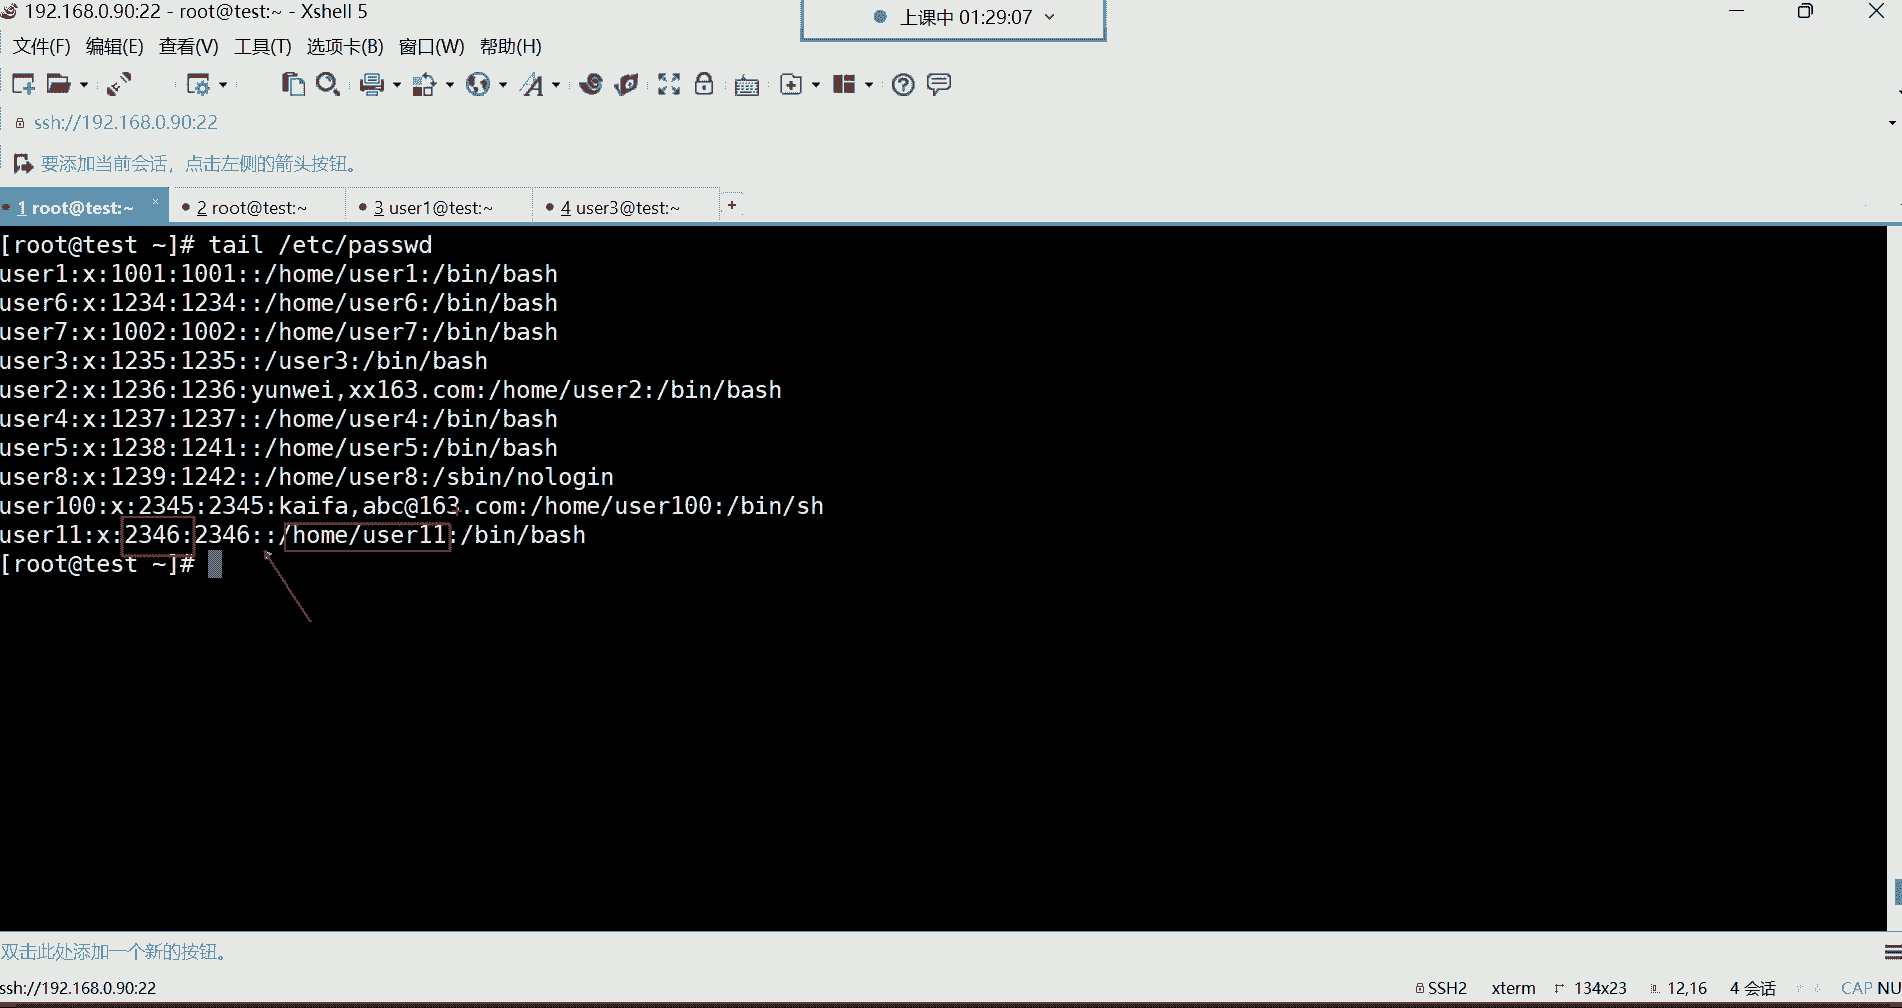 192.168.0.90:22 - root@test:~ - Xshell 5
上课中 01:29:07
文件(F) 编辑(E) 查看(V) 工具(T) 选项卡(B) 窗口(W) 帮助(H)
ssh://192.168.0.90:22
要添加当前会话，点击左侧的箭头按钮。
1 root@test:~ × 2 root@test:~ 3 user1@test:~ 4 user3@test:~ +
[root@test ~]# tail /etc/passwd
user1:x:1001:1001::/home/user1:/bin/bash
user6:x:1234:1234::/home/user6:/bin/bash
user7:x:1002:1002::/home/user7:/bin/bash
user3:x:1235:1235::/user3:/bin/bash
user2:x:1236:1236:yunwei,xx163.com:/home/user2:/bin/bash
user4:x:1237:1237::/home/user4:/bin/bash
user5:x:1238:1241::/home/user5:/bin/bash
user8:x:1239:1242::/home/user8:/sbin/nologin
user100:x:2345:2345:kaifa,abc@163.com:/home/user100:/bin/sh
user11:x:2346:2346::/home/user11:/bin/bash
[root@test ~]#
双击此处添加一个新的按钮。
ssh://192.168.0.90:22 SSH2 xterm 134x23 12,16 4 会话 CAP NU